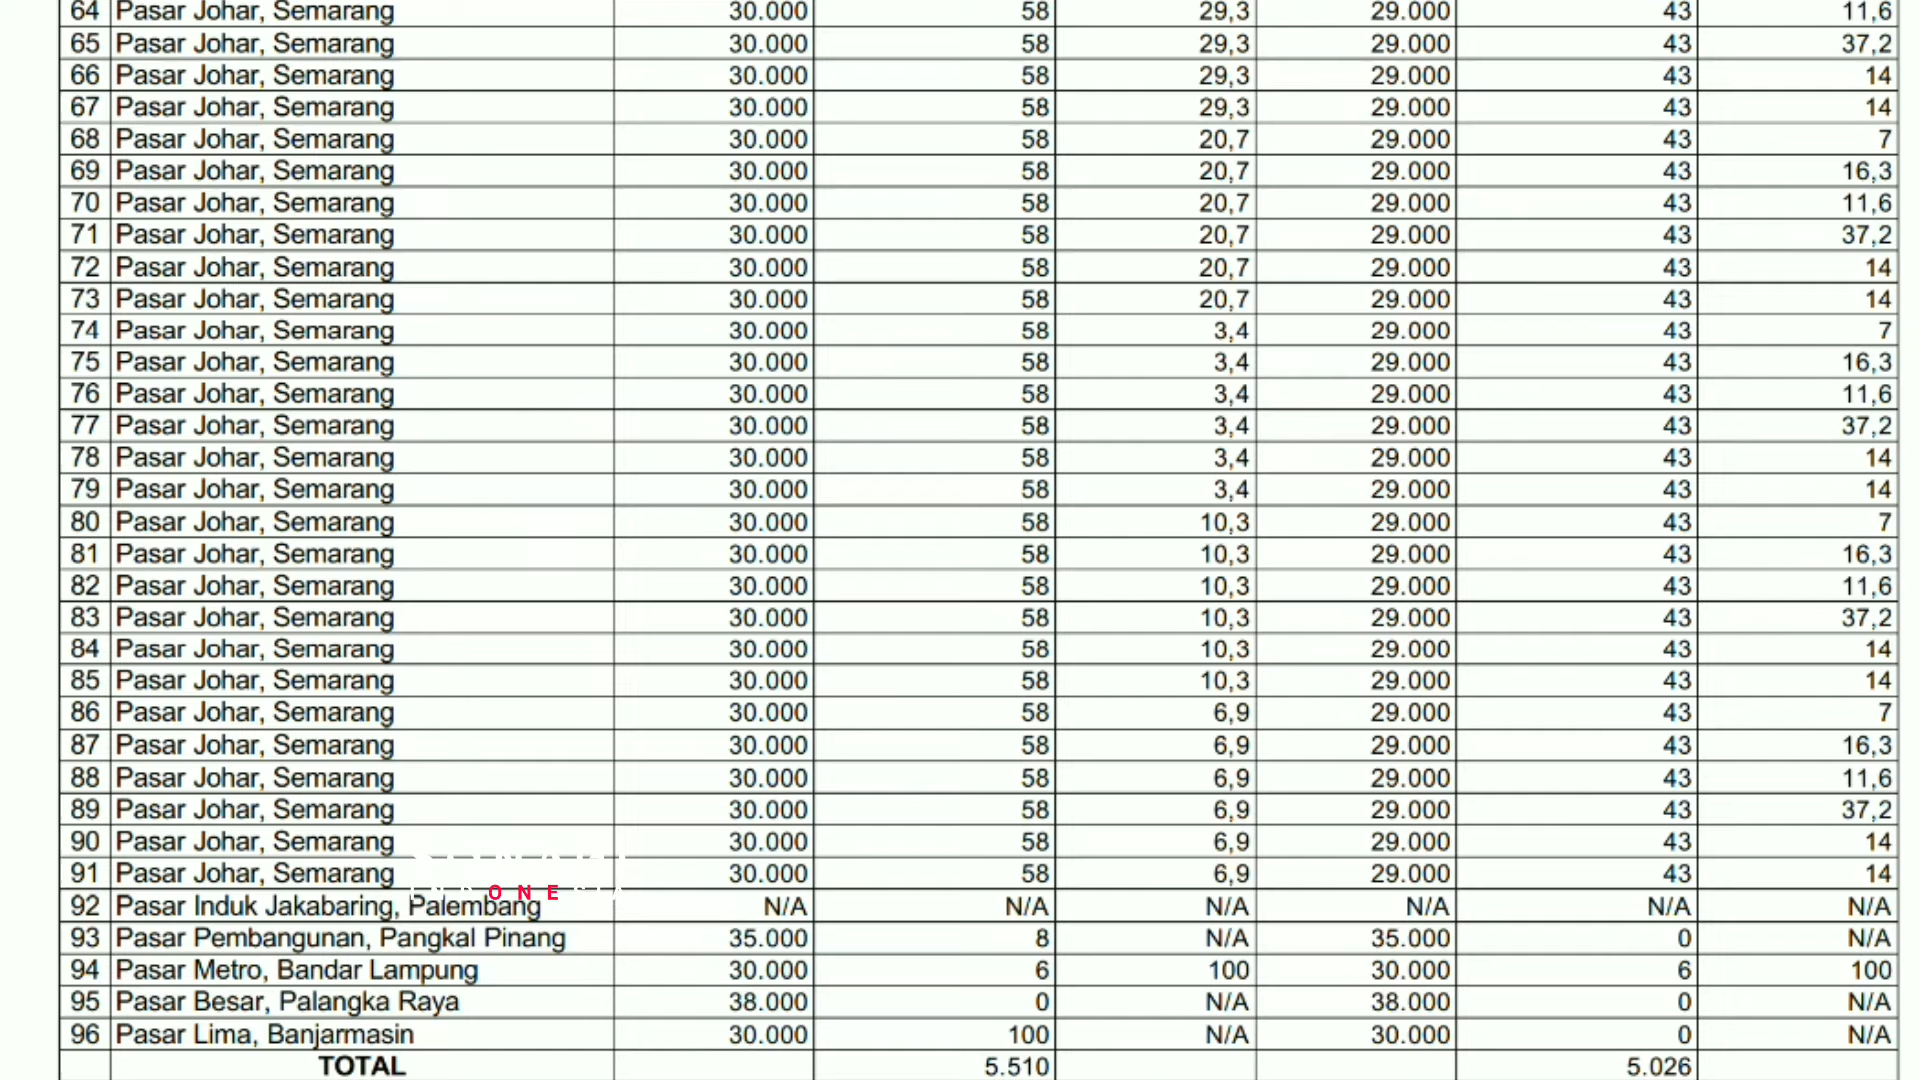 64 Pasar Johar, Semarang 30.000 58 29,3 29.000 43 11,6
65 Pasar Johar, Semarang 30.000 58 29,3 29.000 43 37,2
66 Pasar Johar, Semarang 30.000 58 29,3 29.000 43 14
67 Pasar Johar, Semarang 30.000 58 29,3 29.000 43 14
68 Pasar Johar, Semarang 30.000 58 20,7 29.000 43 7
69 Pasar Johar, Semarang 30.000 58 20,7 29.000 43 16,3
70 Pasar Johar, Semarang 30.000 58 20,7 29.000 43 11,6
71 Pasar Johar, Semarang 30.000 58 20,7 29.000 43 37,2
72 Pasar Johar, Semarang 30.000 58 20,7 29.000 43 14
73 Pasar Johar, Semarang 30.000 58 20,7 29.000 43 14
74 Pasar Johar, Semarang 30.000 58 3,4 29.000 43 7
75 Pasar Johar, Semarang 30.000 58 3,4 29.000 43 16,3
76 Pasar Johar, Semarang 30.000 58 3,4 29.000 43 11,6
77 Pasar Johar, Semarang 30.000 58 3,4 29.000 43 37,2
78 Pasar Johar, Semarang 30.000 58 3,4 29.000 43 14
79 Pasar Johar, Semarang 30.000 58 3,4 29.000 43 14
80 Pasar Johar, Semarang 30.000 58 10,3 29.000 43 7
81 Pasar Johar, Semarang 30.000 58 10,3 29.000 43 16,3
82 Pasar Johar, Semarang 30.000 58 10,3 29.000 43 11,6
83 Pasar Johar, Semarang 30.000 58 10,3 29.000 43 37,2
84 Pasar Johar, Semarang 30.000 58 10,3 29.000 43 14
85 Pasar Johar, Semarang 30.000 58 10,3 29.000 43 14
86 Pasar Johar, Semarang 30.000 58 6,9 29.000 43 7
87 Pasar Johar, Semarang 30.000 58 6,9 29.000 43 16,3
88 Pasar Johar, Semarang 30.000 58 6,9 29.000 43 11,6
89 Pasar Johar, Semarang 30.000 58 6,9 29.000 43 37,2
90 Pasar Johar, Semarang 30.000 58 6,9 29.000 43 14
91 Pasar Johar, Semarang 30.000 58 6,9 29.000 43 14
ONE
92 Pasar Induk Jakabaring, Palembang N/A N/A N/A N/A N/A N/A
93 Pasar Pembangunan, Pangkal Pinang 35.000 8 N/A 35.000 0 N/A
94 Pasar Metro, Bandar Lampung 30.000 6 100 30.000 6 100
95 Pasar Besar, Palangka Raya 38.000 0 N/A 38.000 0 N/A
96 Pasar Lima, Banjarmasin 30.000 100 N/A 30.000 0 N/A
TOTAL 5.510 5.026